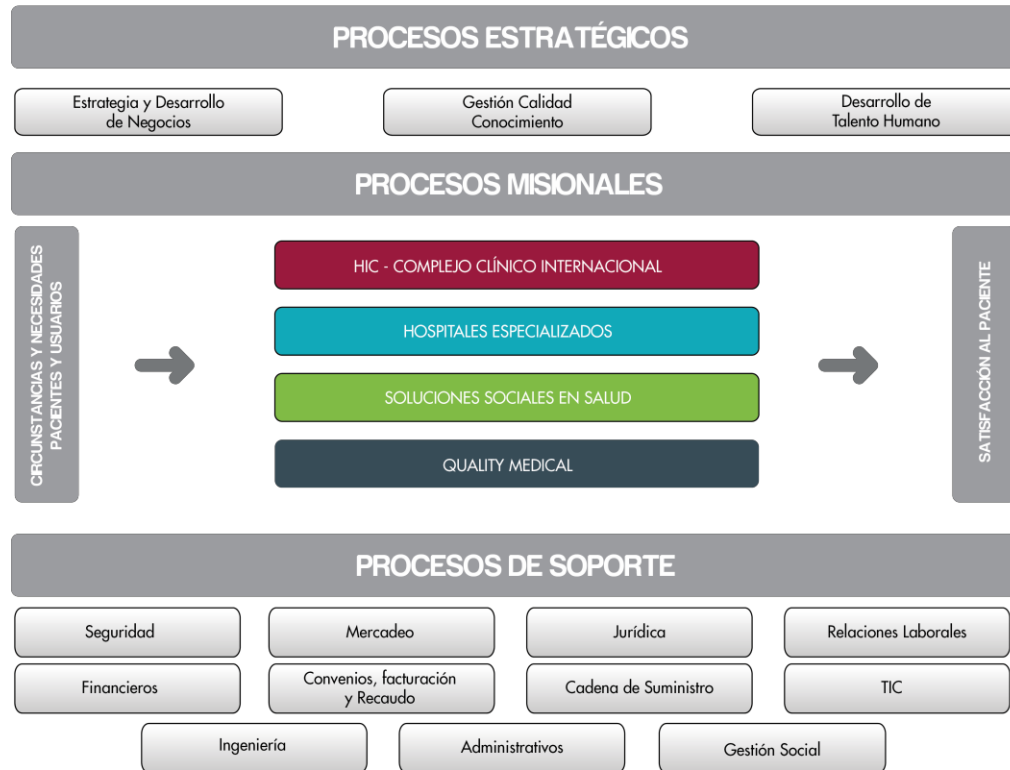 PROCESOS ESTRATÉGICOS
Estrategia y Desarrollo
de Negocios
Gestión Calidad
Conocimiento
Desarrollo de
Talento Humano
PROCESOS MISIONALES
CIRCUNSTANCIAS Y NECESIDADES
PACIENTES Y USUARIOS
HIC - COMPLEJO CLÍNICO INTERNACIONAL
HOSPITALES ESPECIALIZADOS
SOLUCIONES SOCIALES EN SALUD
QUALITY MEDICAL
SATISFACCIÓN AL PACIENTE
PROCESOS DE SOPORTE
Seguridad
Mercadeo
Jurídica
Relaciones Laborales
Financieros
Convenios, facturación
y Recaudo
Cadena de Suministro
TIC
Ingeniería
Administrativos
Gestión Social